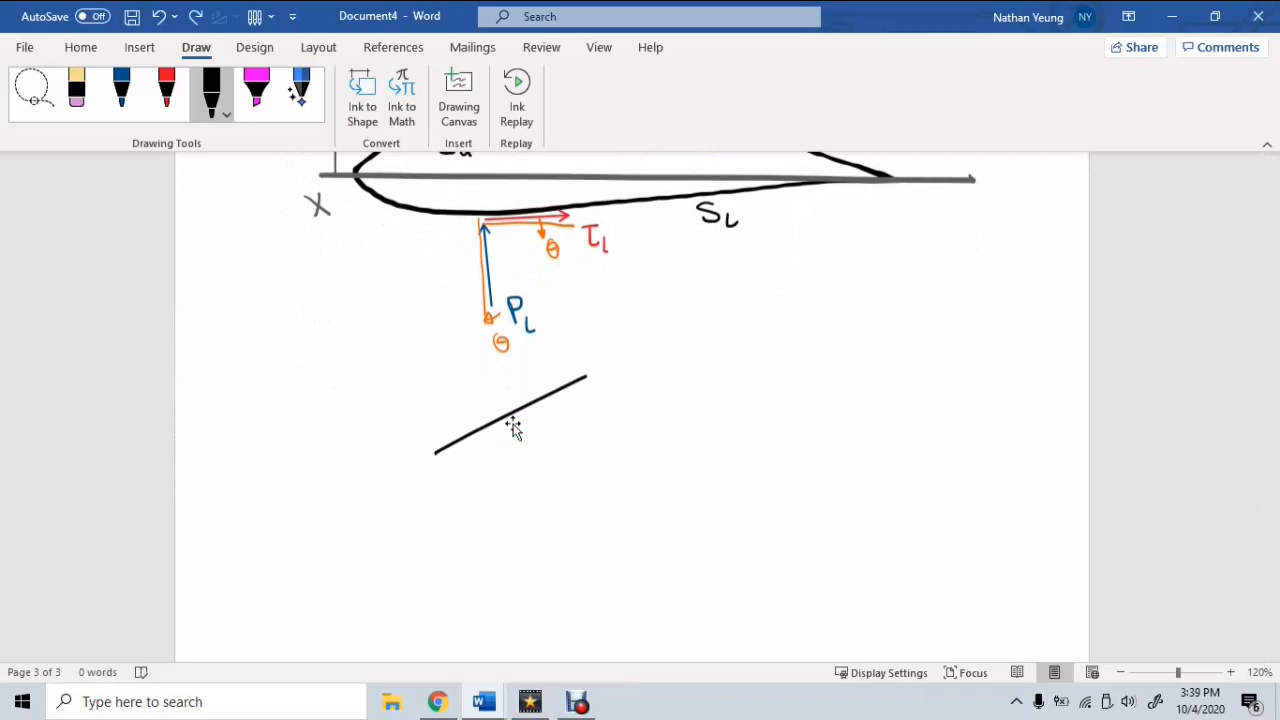 AutoSave Off Document4 - Word Search Nathan Yeung NY
File Home Insert Draw Design Layout References Mailings Review View Help Share Comments
Ink to Shape Ink to Math Drawing Canvas Ink Replay
Drawing Tools Convert Insert Replay
X
S_L
τ_L
θ
P_L
θ
Page 3 of 3 0 words Display Settings Focus 120%
Type here to search 3:39 PM
10/4/2020 6